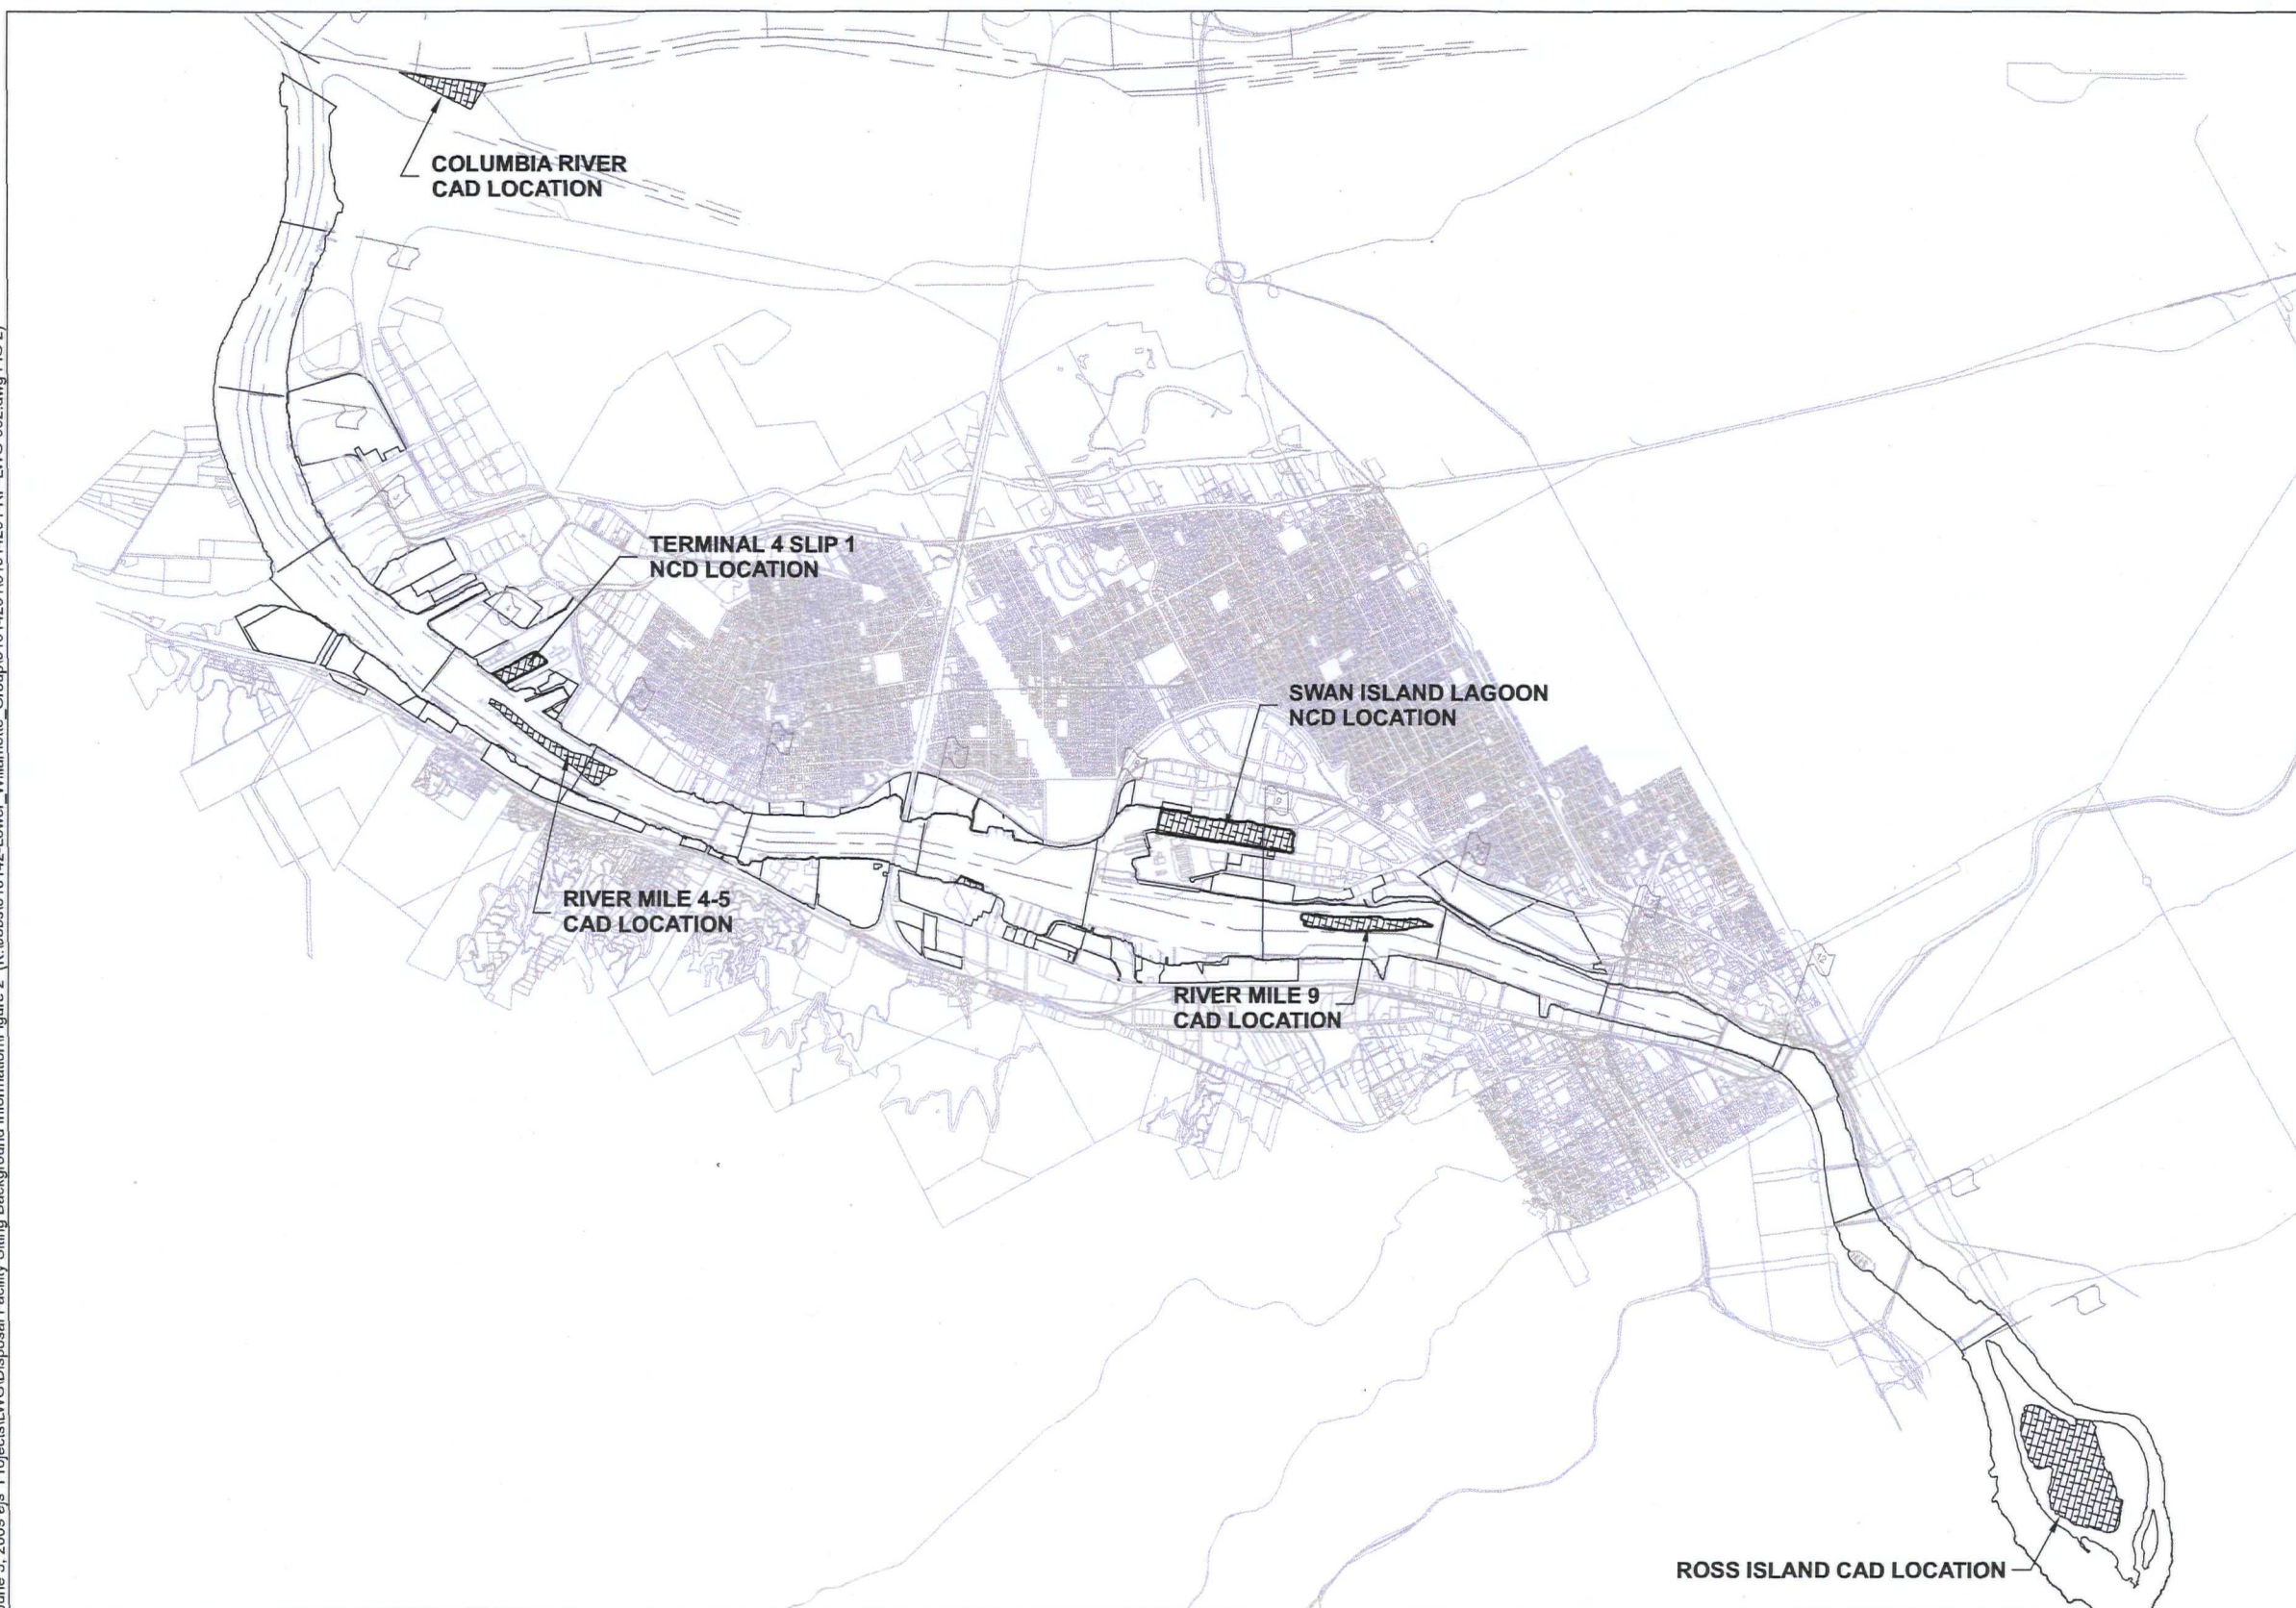 COLUMBIA RIVER
CAD LOCATION
TERMINAL 4 SLIP 1
NCD LOCATION
SWAN ISLAND LAGOON
NCD LOCATION
RIVER MILE 4-5
CAD LOCATION
RIVER MILE 9
CAD LOCATION
12
ROSS ISLAND CAD LOCATION